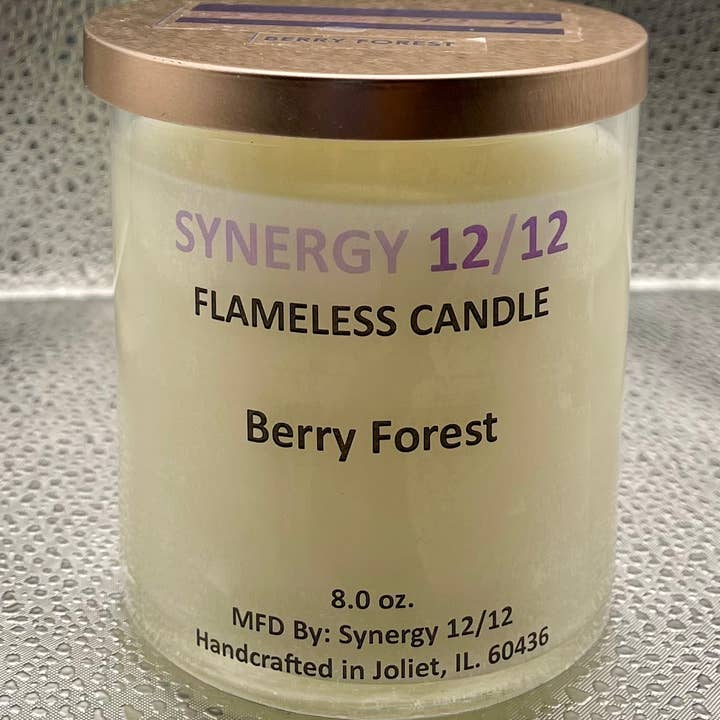 BERRY FOREST
SYNERGY 12/12
FLAMELESS CANDLE
Berry Forest
8.0 oz.
MFD By: Synergy 12/12
Handcrafted in Joliet, IL. 60436